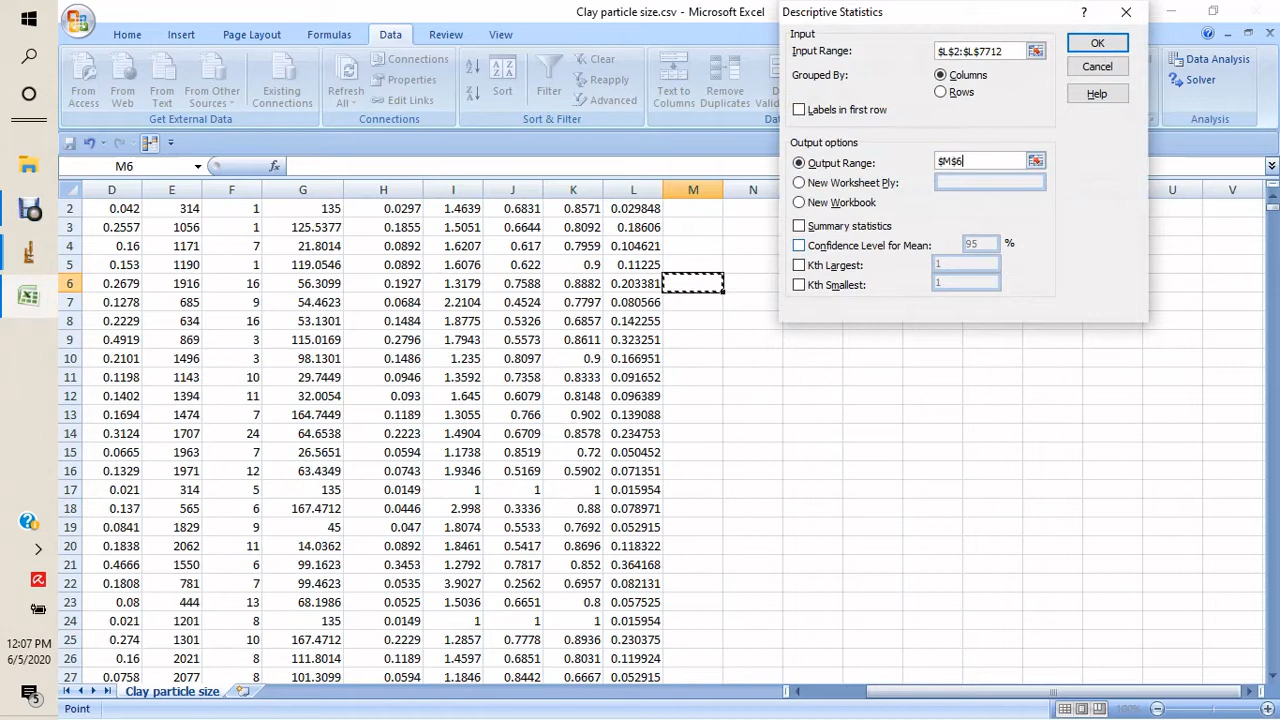 Clay particle size.csv - Microsoft Excel
Home Insert Page Layout Formulas Data Review View
From Access
From Web
From Text
From Other Sources
Existing Connections
Get External Data
Refresh All
Connections
Properties
Edit Links
Connections
Sort
Filter
Clear
Reapply
Advanced
Sort & Filter
Text to Columns
Remove Duplicates
Data Analysis
Solver
Analysis
Descriptive Statistics ?
Input
Input Range: $L$2:$L$7712
Grouped By: Columns
Rows
Labels in first row
Output options
Output Range: $M$6
New Worksheet Ply:
New Workbook
Summary statistics
Confidence Level for Mean: 95 %
Kth Largest: 1
Kth Smallest: 1
OK
Cancel
Help
M6 fx
D E F G H I J K L M N U V
2 0.042 314 1 135 0.0297 1.4639 0.6831 0.8571 0.029848
3 0.2557 1056 1 125.5377 0.1634 1.5051 0.6644 0.8092 0.18606
4 0.16 1171 7 21.8014 0.0892 1.6207 0.617 0.7959 0.104621
5 0.153 1190 1 119.0546 0.0892 1.6076 0.622 0.9 0.11225
6 0.2679 1916 16 56.3099 0.1927 1.3179 0.7588 0.8882 0.203381
7 0.1278 685 9 54.4623 0.0684 2.2104 0.4524 0.7797 0.080566
8 0.2229 634 16 53.1301 0.1484 1.8775 0.5326 0.6857 0.142255
9 0.4919 869 3 115.0169 0.2796 1.7943 0.5573 0.8611 0.323251
10 0.2101 1496 3 98.1301 0.1486 1.235 0.8097 0.9 0.166951
11 0.1198 1143 10 29.7449 0.0946 1.3592 0.7358 0.8333 0.091652
12 0.1402 1394 11 32.0054 0.093 1.645 0.6079 0.8148 0.096389
13 0.1694 1474 7 164.7449 0.1189 1.3055 0.766 0.902 0.139088
14 0.3124 1707 24 64.6538 0.2223 1.4904 0.6709 0.8578 0.234753
15 0.0665 1963 7 26.5651 0.0594 1.1738 0.8519 0.72 0.050452
16 0.1329 1971 12 63.4349 0.0743 1.9346 0.5169 0.5902 0.071351
17 0.021 314 5 135 0.0149 1 1 1 0.015954
18 0.137 565 6 167.4712 0.0446 2.998 0.3336 0.88 0.078971
19 0.0841 1829 9 45 0.047 1.8074 0.5533 0.7692 0.052915
20 0.1838 2062 11 14.0362 0.0892 1.8461 0.5417 0.8696 0.118322
21 0.4666 1550 6 99.1623 0.3453 1.2792 0.7817 0.852 0.364168
22 0.1808 781 7 99.4623 0.0535 3.9027 0.2562 0.6957 0.082131
23 0.08 444 13 68.1986 0.0525 1.5036 0.6651 0.8 0.057525
24 0.021 1201 8 135 0.0149 1 1 1 0.015954
25 0.274 1301 10 167.4712 0.2229 1.2857 0.7778 0.8936 0.230375
26 0.16 2021 8 111.8014 0.1189 1.4597 0.6851 0.8031 0.119924
27 0.0758 2077 8 101.3099 0.0594 1.1846 0.8442 0.6667 0.052915
Clay particle size
Point 100%
12:07 PM
6/5/2020
5